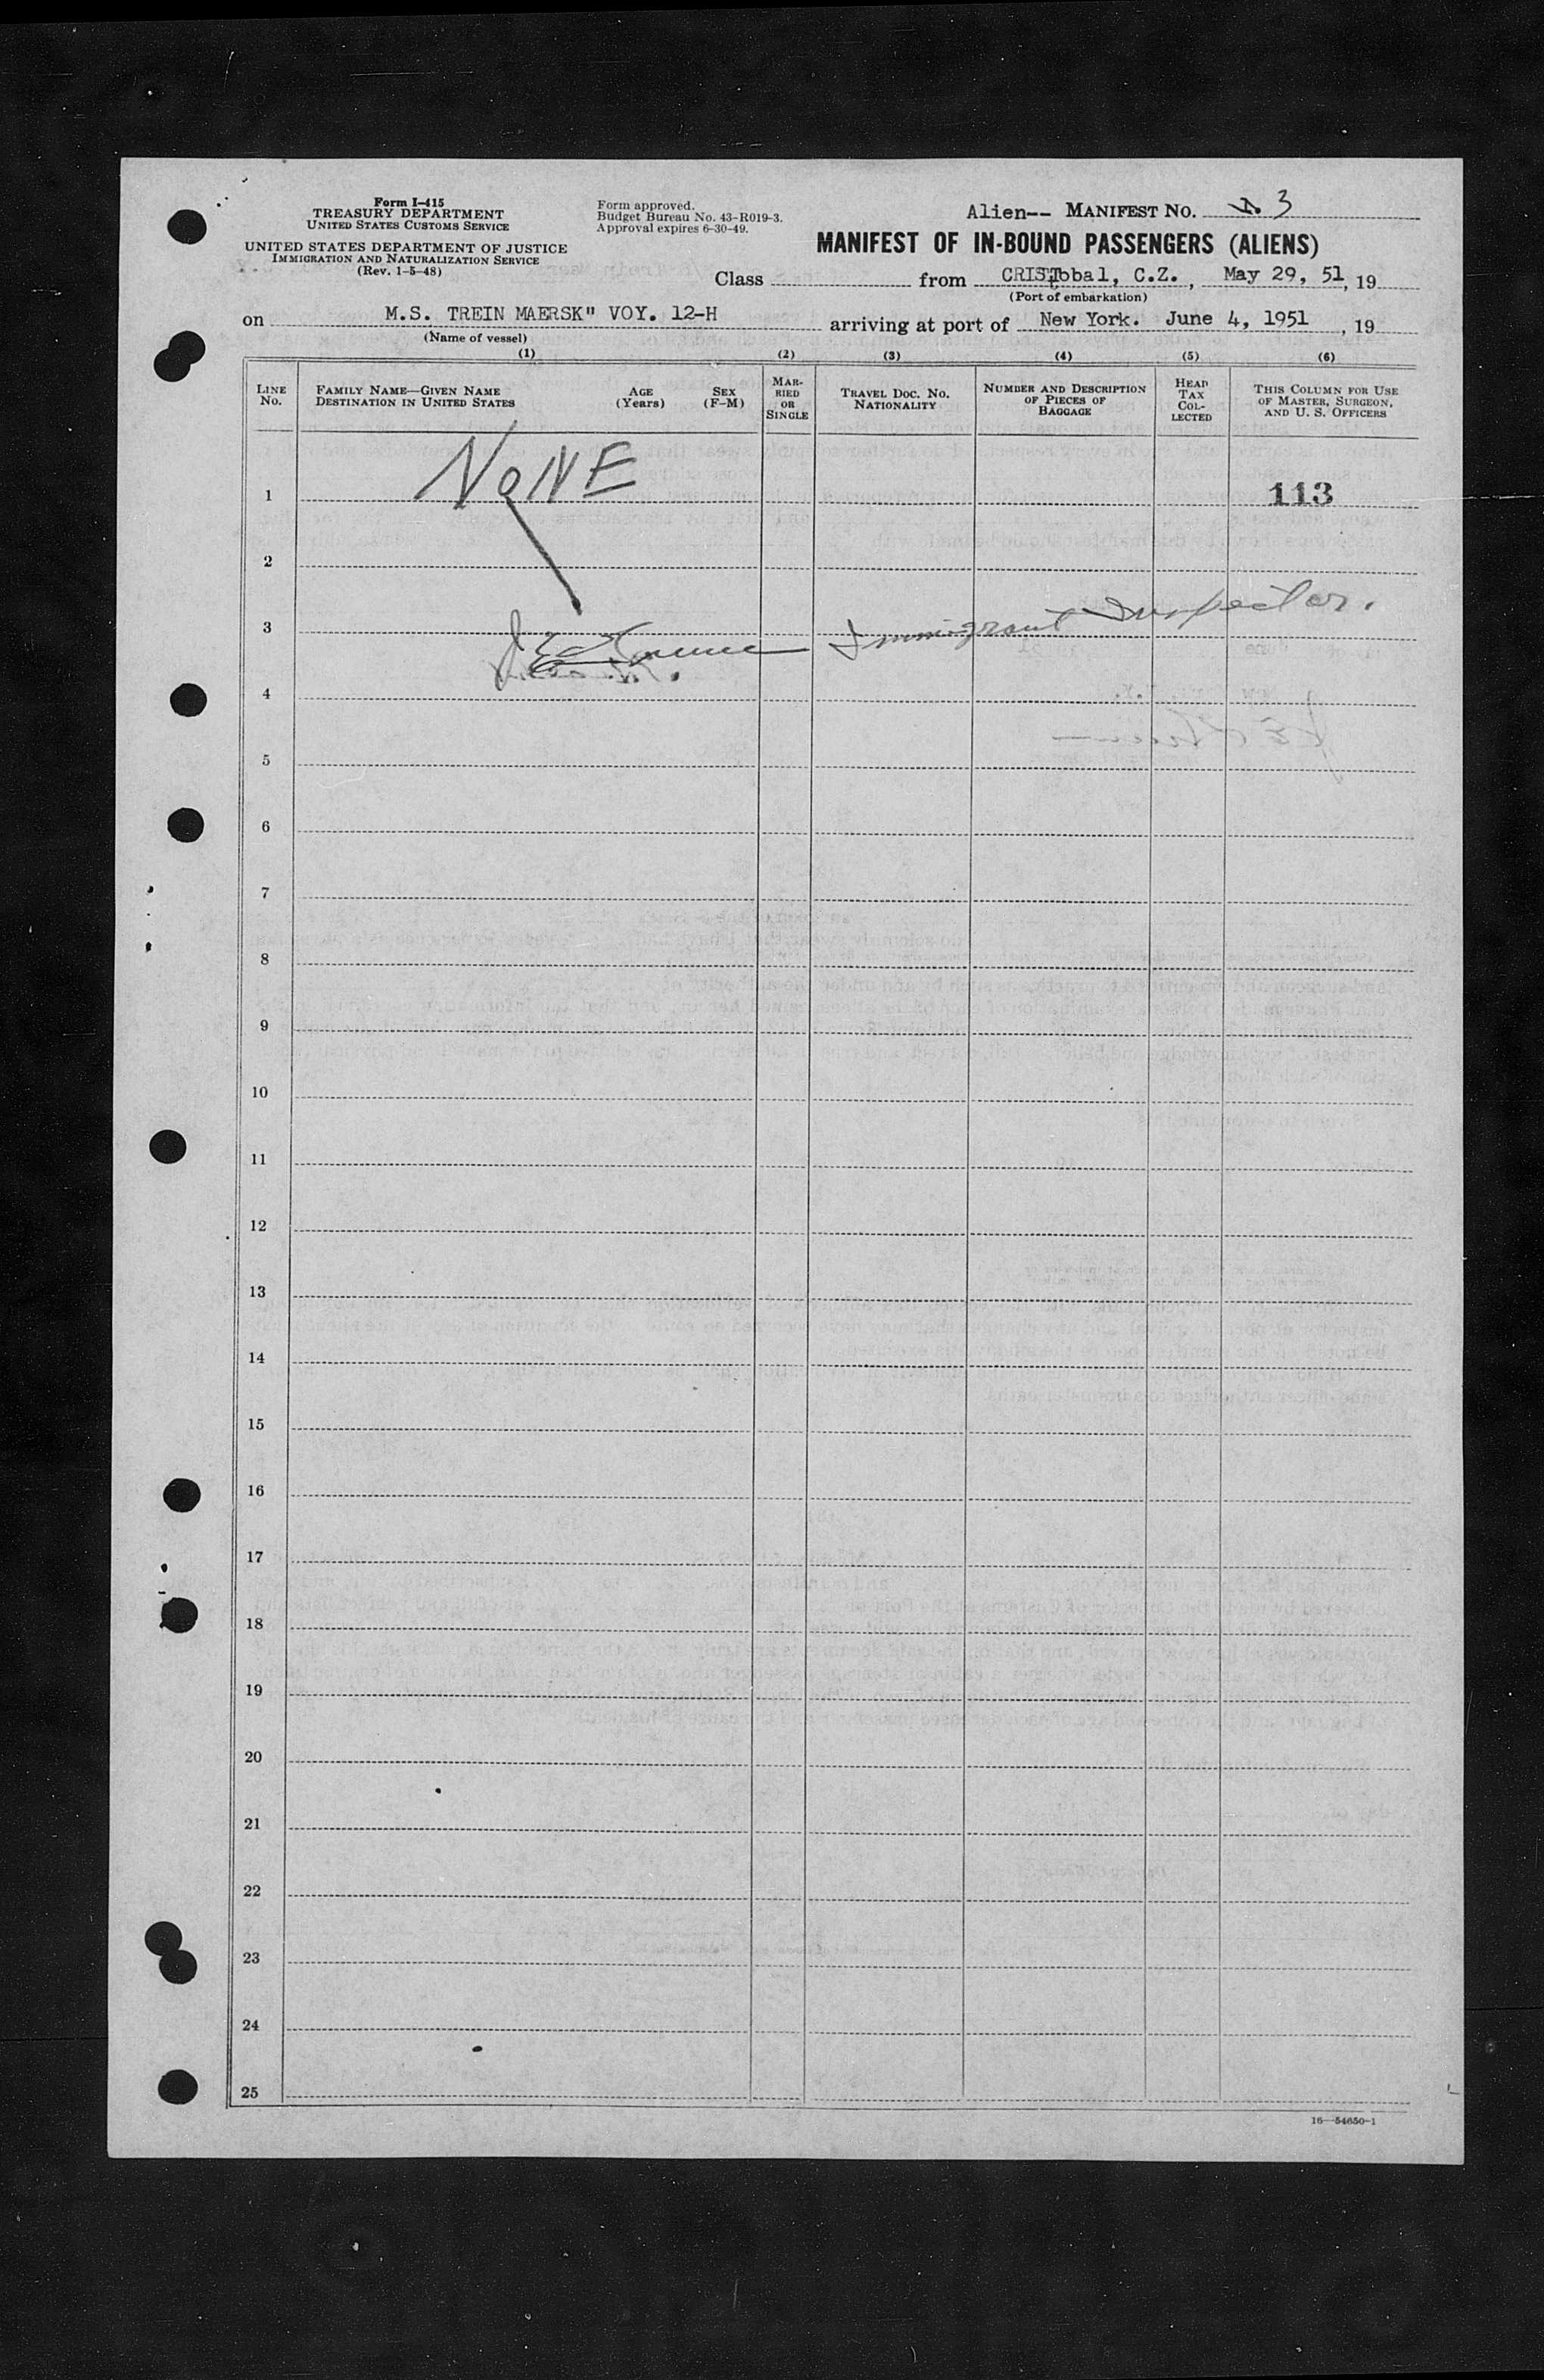 Form I-415
TREASURY DEPARTMENT
UNITED STATES CUSTOMS SERVICE
UNITED STATES DEPARTMENT OF JUSTICE
IMMIGRATION AND NATURALIZATION SERVICE
(Rev. 1-5-48)
Form approved.
Budget Bureau No. 43-R019-3.
Approval expires 6-30-49.
Alien-- MANIFEST NO. 3
MANIFEST OF IN-BOUND PASSENGERS (ALIENS)
Class from CRISTobbal, C.Z., May 29, 51, 19
(Port of embarkation)
on M.S. TREIN MAERSK" VOY. 12-H arriving at port of New York. June 4, 1951, 19
(Name of vessel)
(1) (2) (3) (4) (5) (6)
LINE No.
FAMILY NAME—GIVEN NAME
DESTINATION IN UNITED STATES
AGE (Years)
SEX (F-M)
MAR-RIED OR SINGLE
TRAVEL DOC. NO.
NATIONALITY
NUMBER AND DESCRIPTION
OF PIECES OF
BAGGAGE
HEAD TAX COL-LECTED
THIS COLUMN FOR USE
OF MASTER, SURGEON,
AND U. S. OFFICERS
NONE
1 113
2
3 Immigrant Inspector.
4
5
6
7
8
9
10
11
12
13
14
15
16
17
18
19
20
21
22
23
24
25
16—54650-1